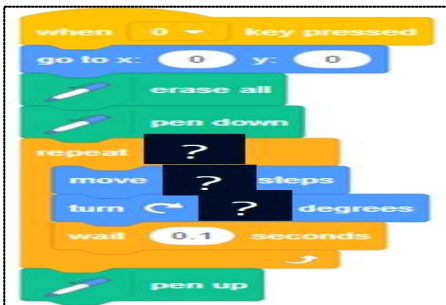 when 0 key pressed
go to x: 0 y: 0
erase all
pen down
repeat ?
move ? steps
turn ? degrees
wait 0.1 seconds
pen up